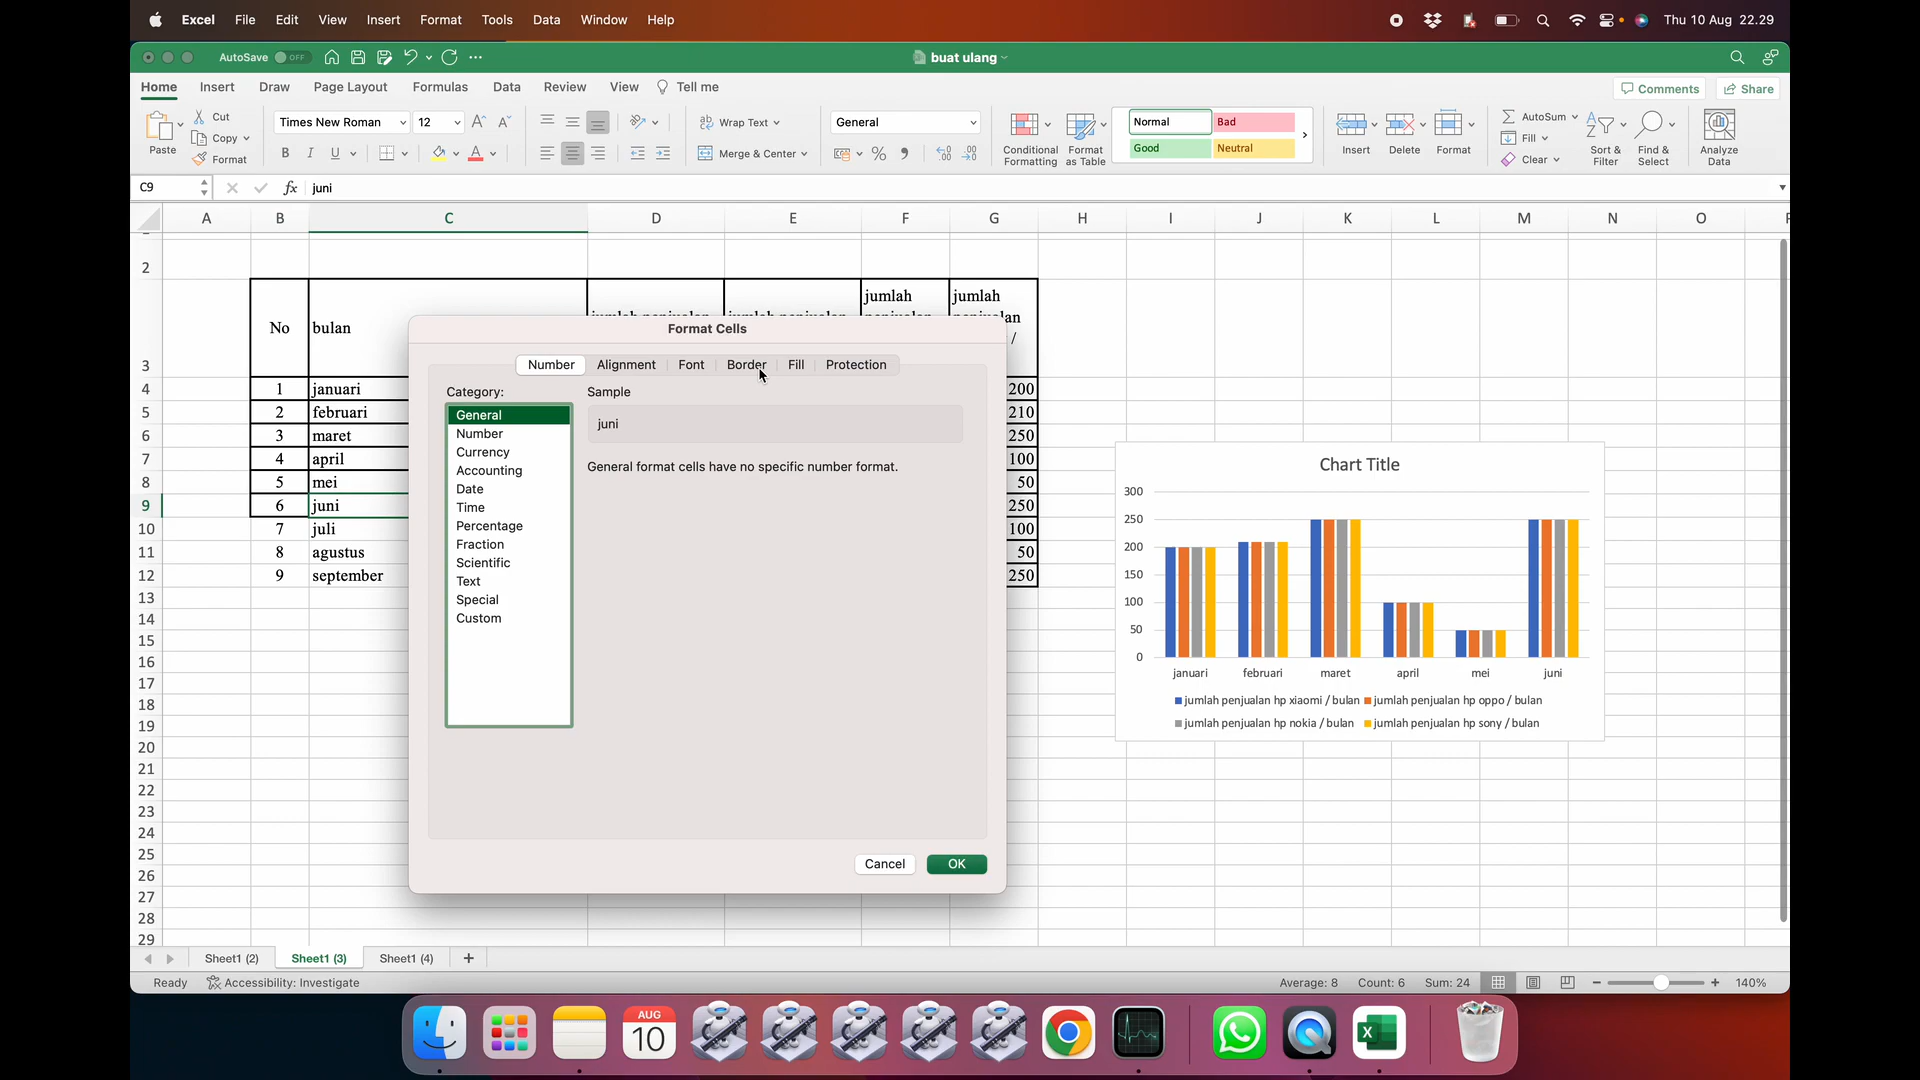 Excel File Edit View Insert Format Tools Data Window Help Thu 10 Aug 22.29
AutoSave OFF buat ulang
Home Insert Draw Page Layout Formulas Data Review View Tell me Comments Share
Paste Cut Copy Format
Times New Roman 12
B I U
Wrap Text
Merge & Center
General
Conditional Formatting
Format as Table
Normal Bad
Good Neutral
Insert Delete Format
AutoSum
Fill
Clear
Sort & Filter
Find & Select
Analyze Data
C9 fx juni
A B C D E F G H I J K L M N O
2
3 No bulan jumlah jumlah
4 1 januari 200
5 2 februari 210
6 3 maret 250
7 4 april 100
8 5 mei 50
9 6 juni 250
10 7 juli 100
11 8 agustus 50
12 9 september 250
13
14
15
16
17
18
19
20
21
22
23
24
25
26
27
28
29
Format Cells
Number Alignment Font Border Fill Protection
Category: Sample
General juni
Number
Currency General format cells have no specific number format.
Accounting
Date
Time
Percentage
Fraction
Scientific
Text
Special
Custom
Cancel OK
Chart Title
300
250
200
150
100
50
0
januari februari maret april mei juni
jumlah penjualan hp xiaomi / bulan jumlah penjualan hp oppo / bulan
jumlah penjualan hp nokia / bulan jumlah penjualan hp sony / bulan
Sheet1 (2) Sheet1 (3) Sheet1 (4) +
Ready Accessibility: Investigate Average: 8 Count: 6 Sum: 24 140%
AUG
10